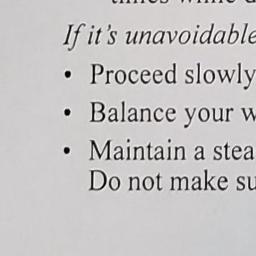 If it's unavoidable
• Proceed slowly
• Balance your
• Maintain a
Do not make